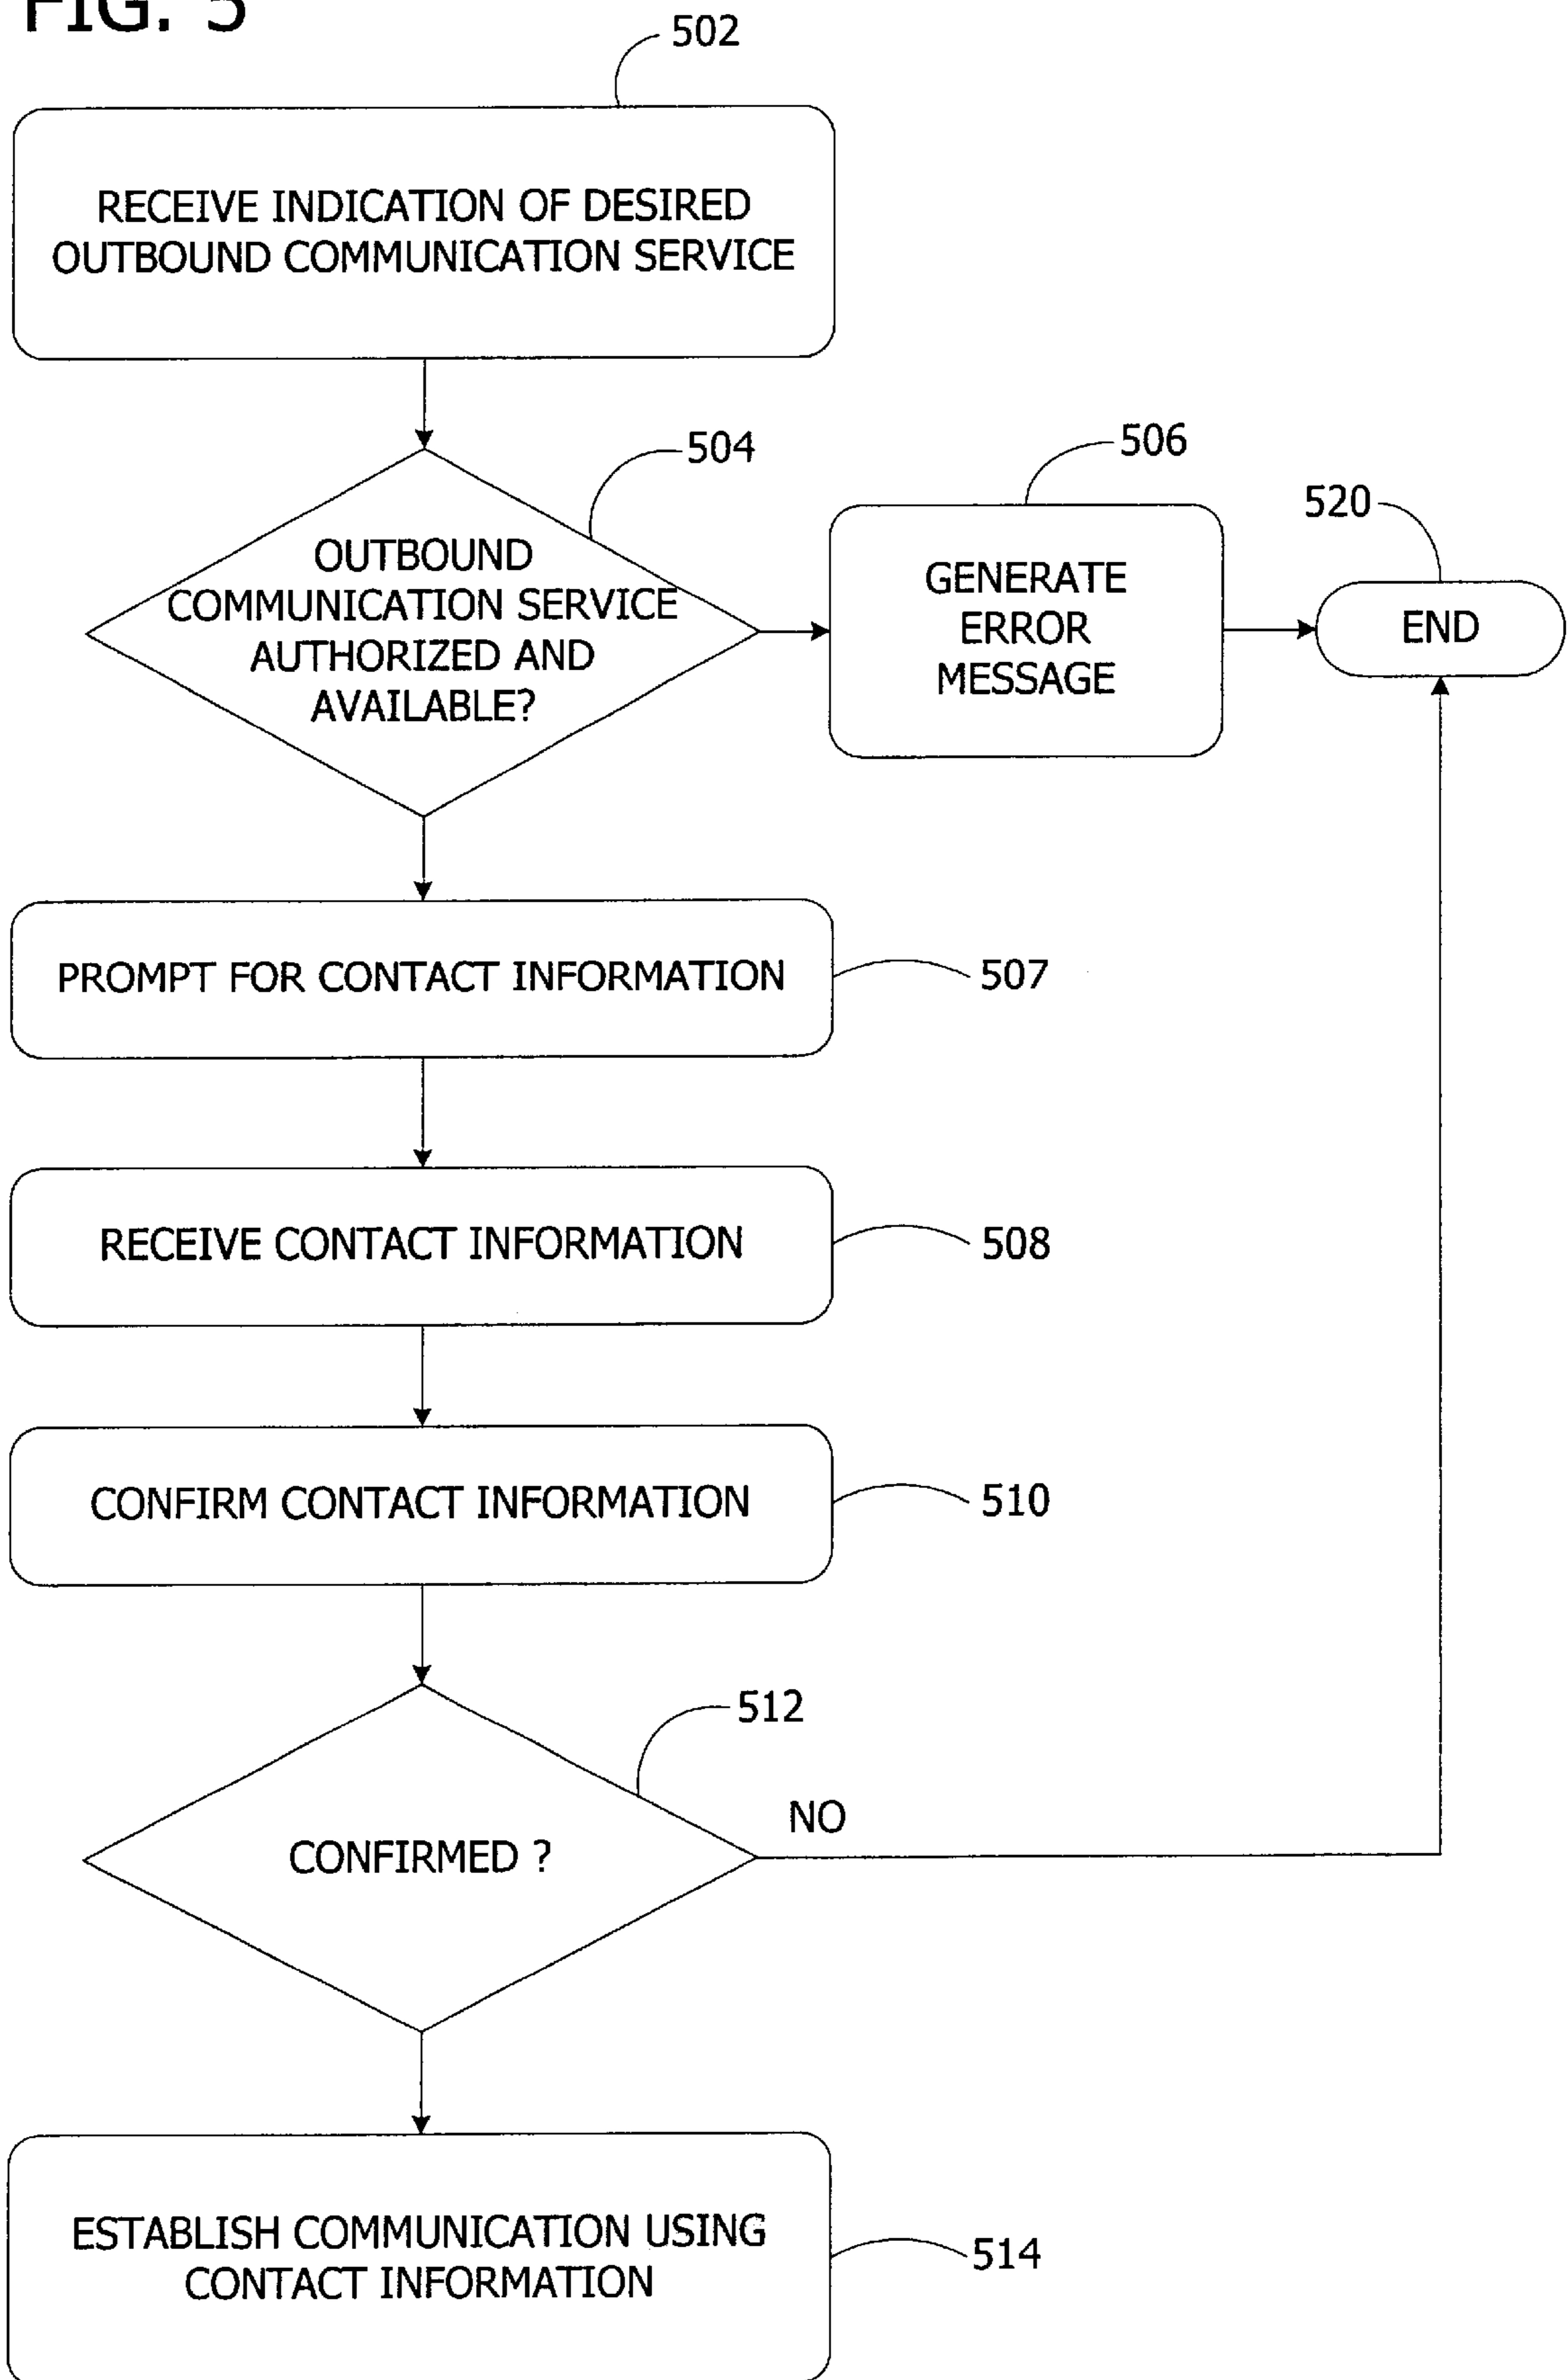 FIG. 5
502
RECEIVE INDICATION OF DESIRED
OUTBOUND COMMUNICATION SERVICE
504
OUTBOUND
COMMUNICATION SERVICE
AUTHORIZED AND
AVAILABLE?
506
GENERATE
ERROR
MESSAGE
520
END
PROMPT FOR CONTACT INFORMATION
507
RECEIVE CONTACT INFORMATION
508
CONFIRM CONTACT INFORMATION
510
512
CONFIRMED ?
NO
ESTABLISH COMMUNICATION USING
CONTACT INFORMATION
514